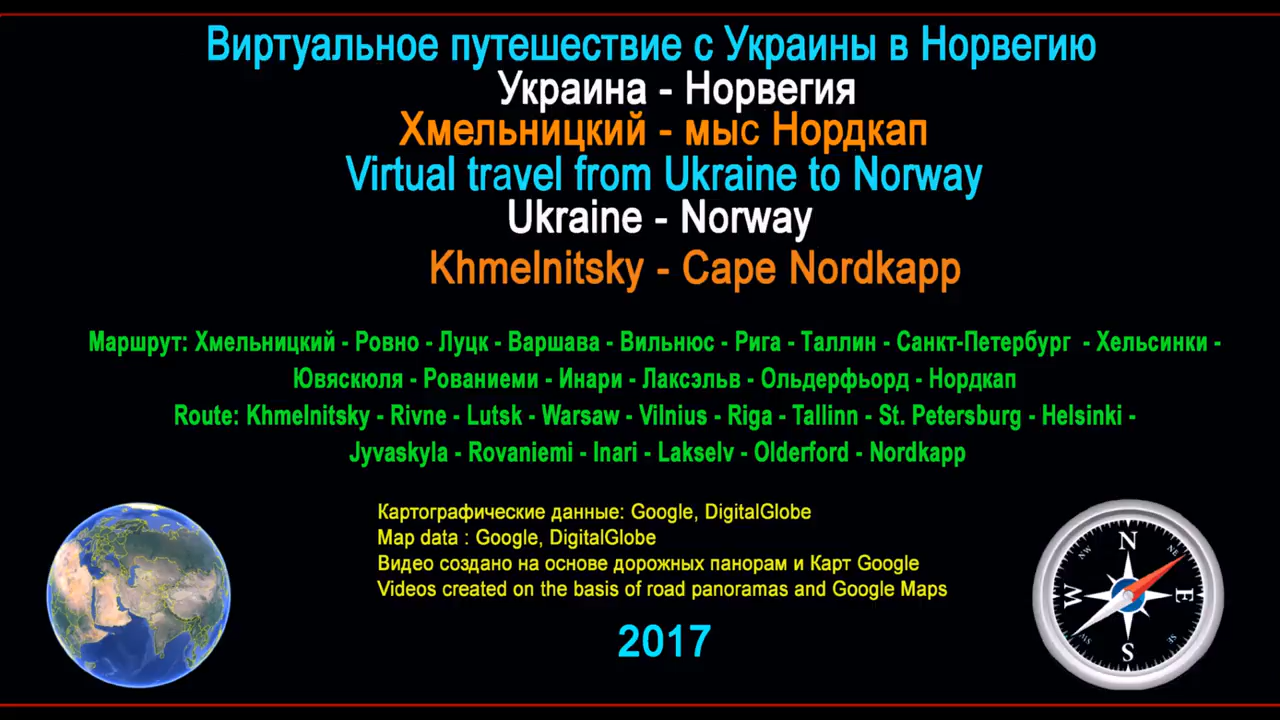 Виртуальное путешествие с Украины в Норвегию
Украина - Норвегия
Хмельницкий - мыс Нордкап
Virtual travel from Ukraine to Norway
Ukraine - Norway
Khmelnitsky - Cape Nordkapp
Маршрут: Хмельницкий - Ровно - Луцк - Варшава - Вильнюс - Рига - Таллин - Санкт-Петербург - Хельсинки -
Ювяскюля - Рованиеми - Инари - Лаксэльв - Ольдерфьорд - Нордкап
Route: Khmelnitsky - Rivne - Lutsk - Warsaw - Vilnius - Riga - Tallinn - St. Petersburg - Helsinki -
Jyvaskyla - Rovaniemi - Inari - Lakselv - Olderford - Nordkapp
Картографические данные: Google, DigitalGlobe
Map data : Google, DigitalGlobe
Видео создано на основе дорожных панорам и Карт Google
Videos created on the basis of road panoramas and Google Maps
2017
N
NW NE
W E
SW SE
S